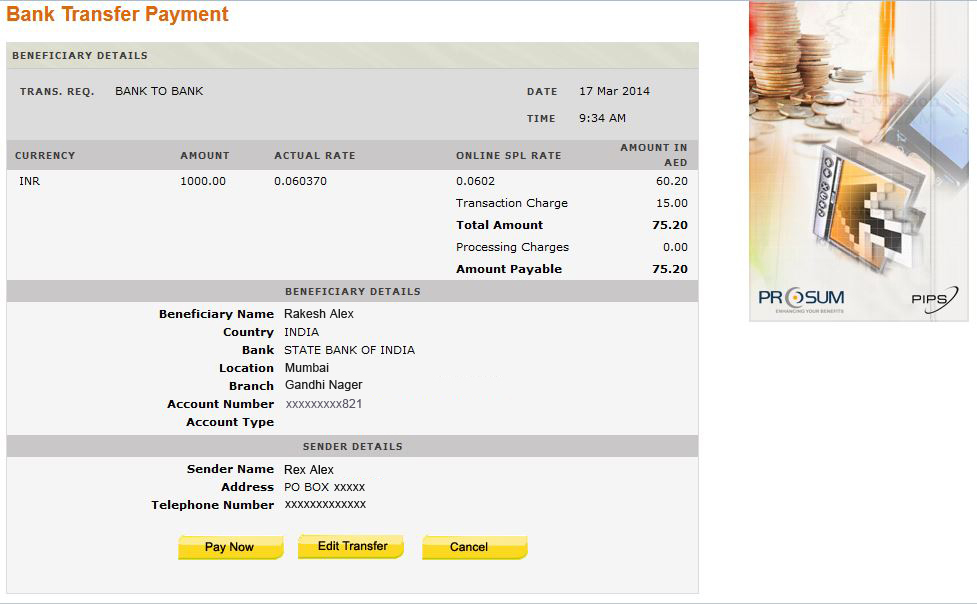 Bank Transfer Payment
BENEFICIARY DETAILS
TRANS. REQ. BANK TO BANK DATE 17 Mar 2014
TIME 9:34 AM
CURRENCY AMOUNT ACTUAL RATE ONLINE SPL RATE AMOUNT IN AED
INR 1000.00 0.060370 0.0602 60.20
Transaction Charge 15.00
Total Amount 75.20
Processing Charges 0.00
Amount Payable 75.20
BENEFICIARY DETAILS
Beneficiary Name Rakesh Alex
Country INDIA
Bank STATE BANK OF INDIA
Location Mumbai
Branch Gandhi Nager
Account Number xxxxxxxxx821
Account Type
SENDER DETAILS
Sender Name Rex Alex
Address PO BOX xxxxx
Telephone Number xxxxxxxxxxxxx
Pay Now Edit Transfer Cancel
PROSUM PIPS
ENHANCING YOUR BENEFITS